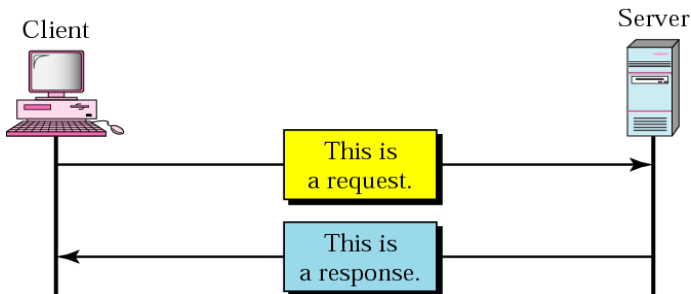 Client
Server
This is
a request.
This is
a response.